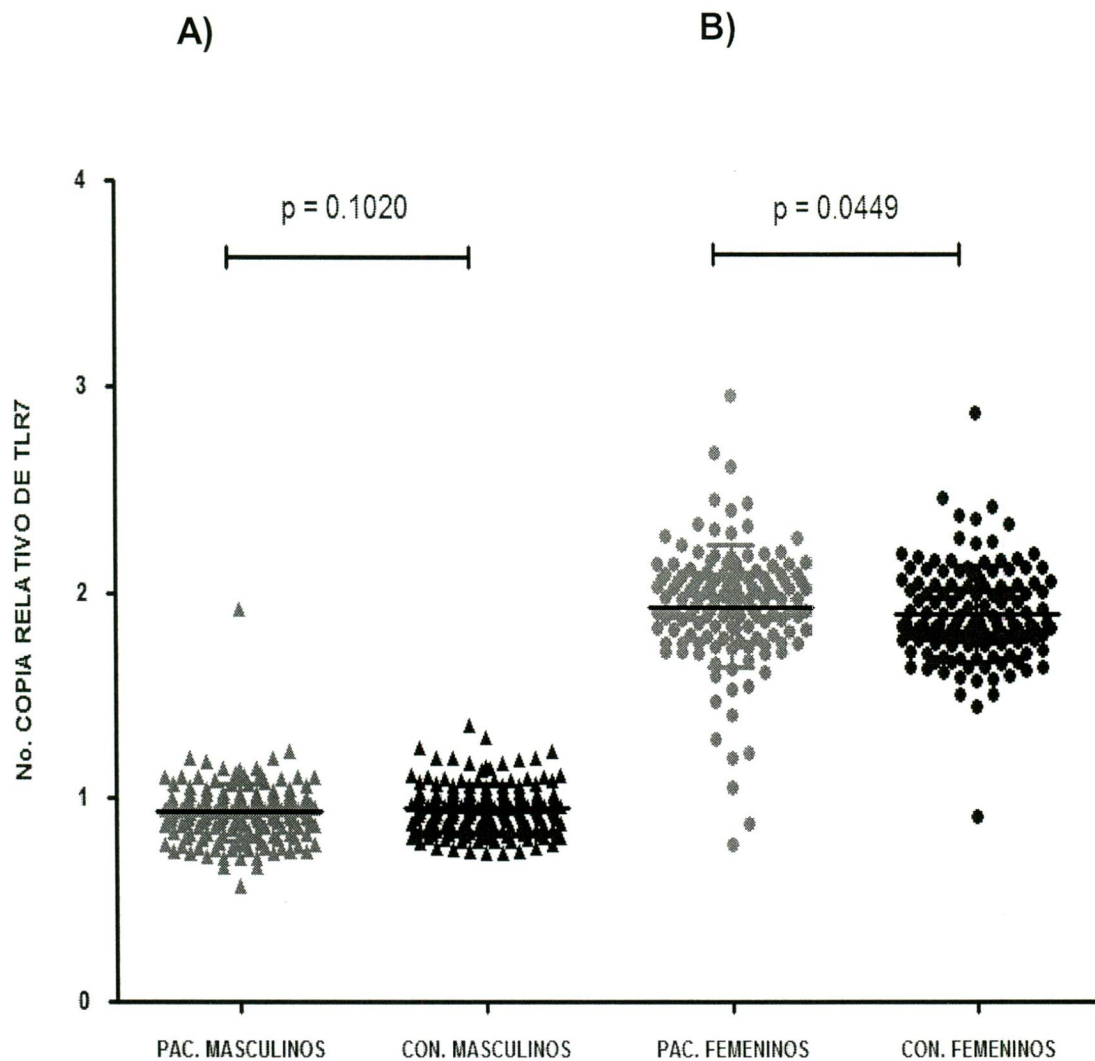 A)
B)
4
p = 0.1020
p = 0.0449
3
2
1
0
No. COPIA RELATIVO DE TLR7
PAC. MASCULINOS
CON. MASCULINOS
PAC. FEMENINOS
CON. FEMENINOS